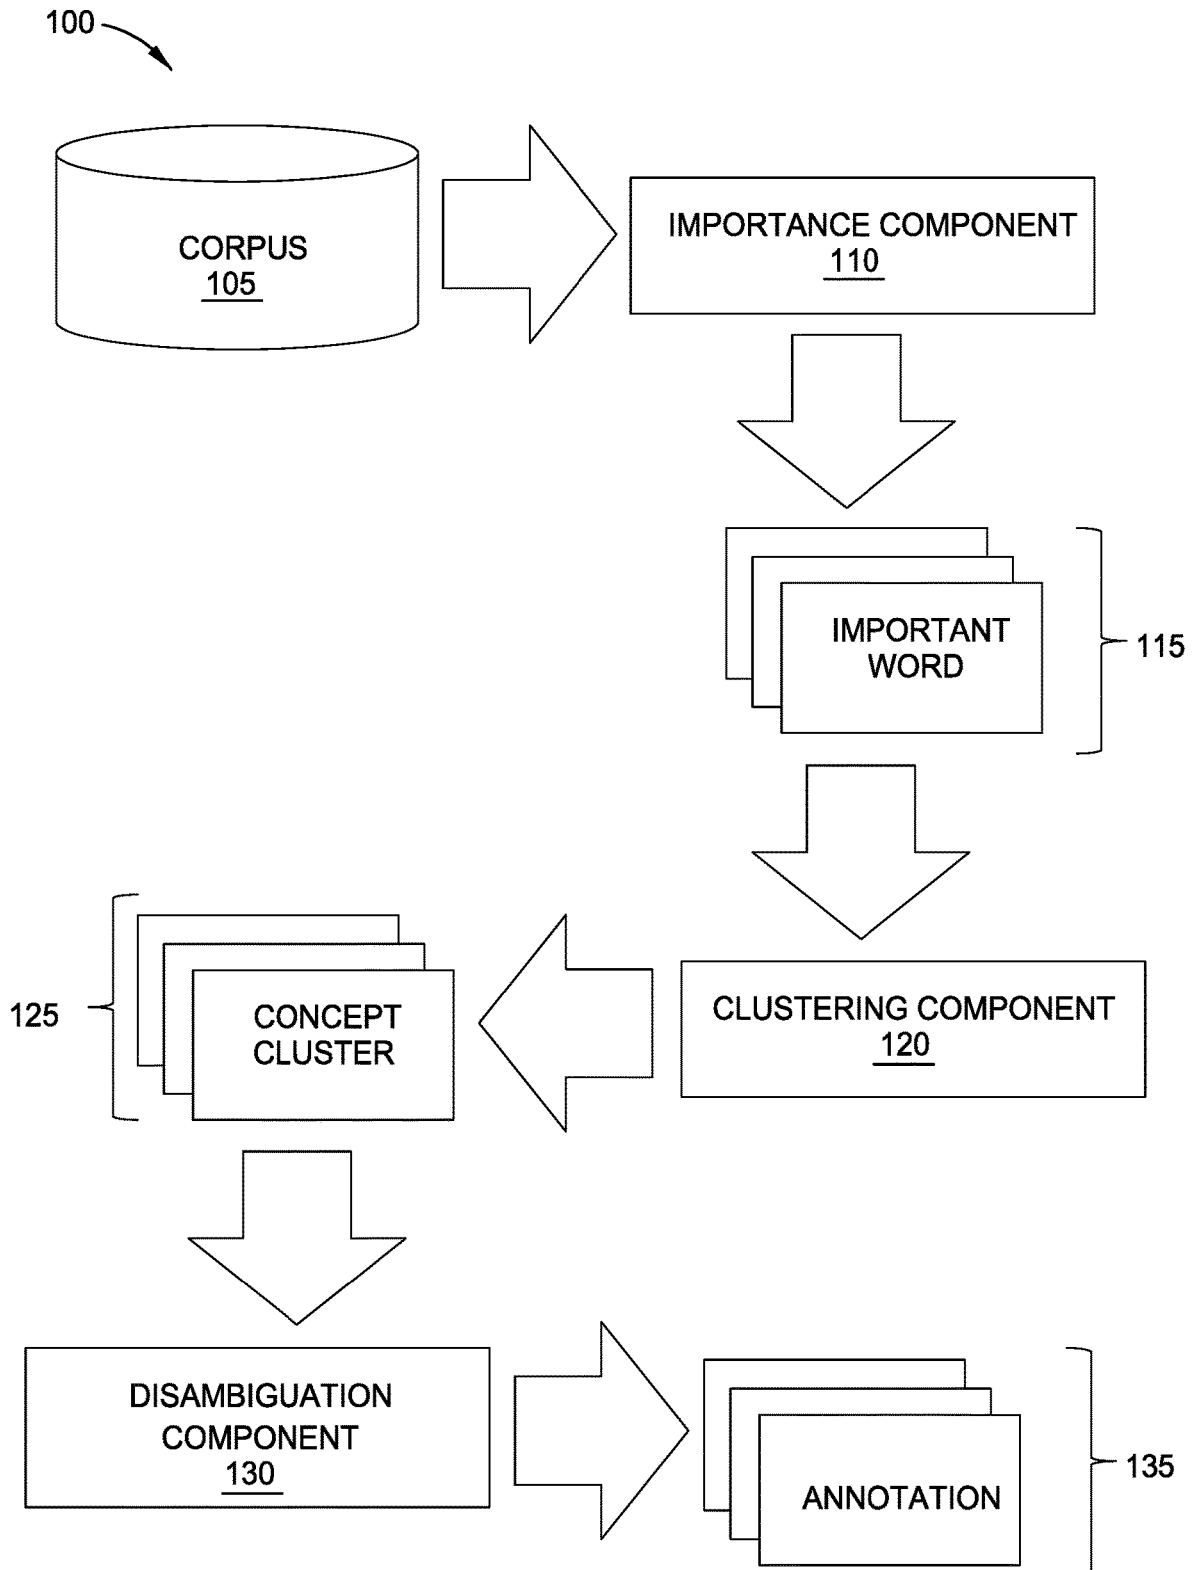 100
CORPUS
105
IMPORTANCE COMPONENT
110
IMPORTANT
WORD
115
CLUSTERING COMPONENT
120
CONCEPT
CLUSTER
125
DISAMBIGUATION
COMPONENT
130
ANNOTATION
135